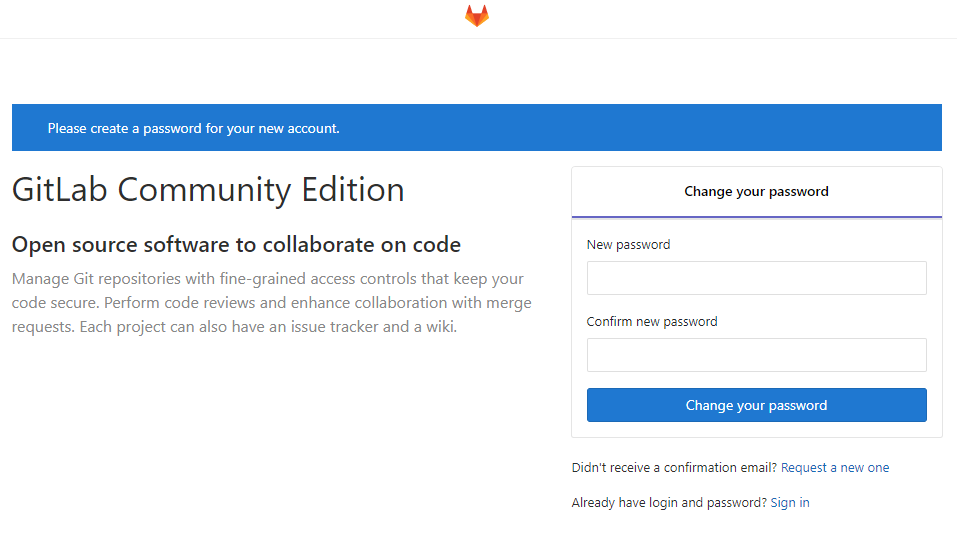 Please create a password for your new account.
GitLab Community Edition
Open source software to collaborate on code
Manage Git repositories with fine-grained access controls that keep your
code secure. Perform code reviews and enhance collaboration with merge
requests. Each project can also have an issue tracker and a wiki.
Change your password
New password
Confirm new password
Change your password
Didn't receive a confirmation email? Request a new one
Already have login and password? Sign in